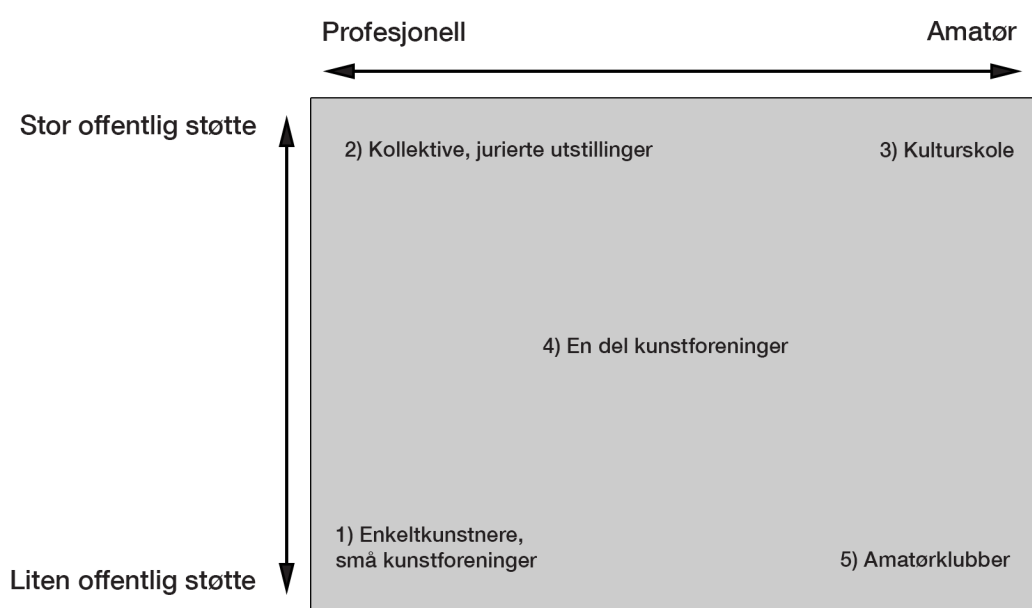 Profesjonell
Amatør
Stor offentlig støtte
2) Kollektive, jurierte utstillinger
3) Kulturskole
4) En del kunstforeninger
1) Enkeltkunstnere,
små kunstforeninger
5) Amatørklubber
Liten offentlig støtte